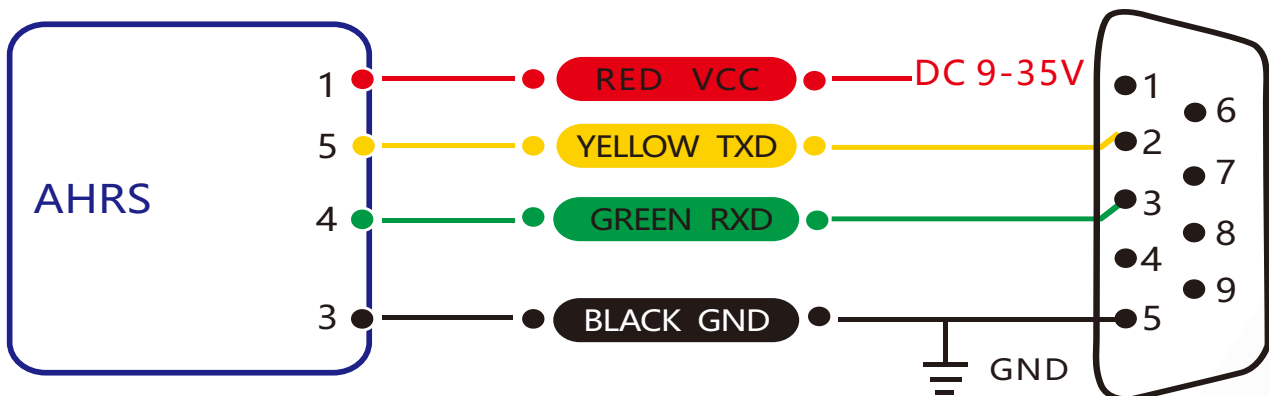 1 RED VCC DC 9-35V 1
6
5 YELLOW TXD 2
7
AHRS
3
4 GREEN RXD 8
4
9
3 BLACK GND 5
GND